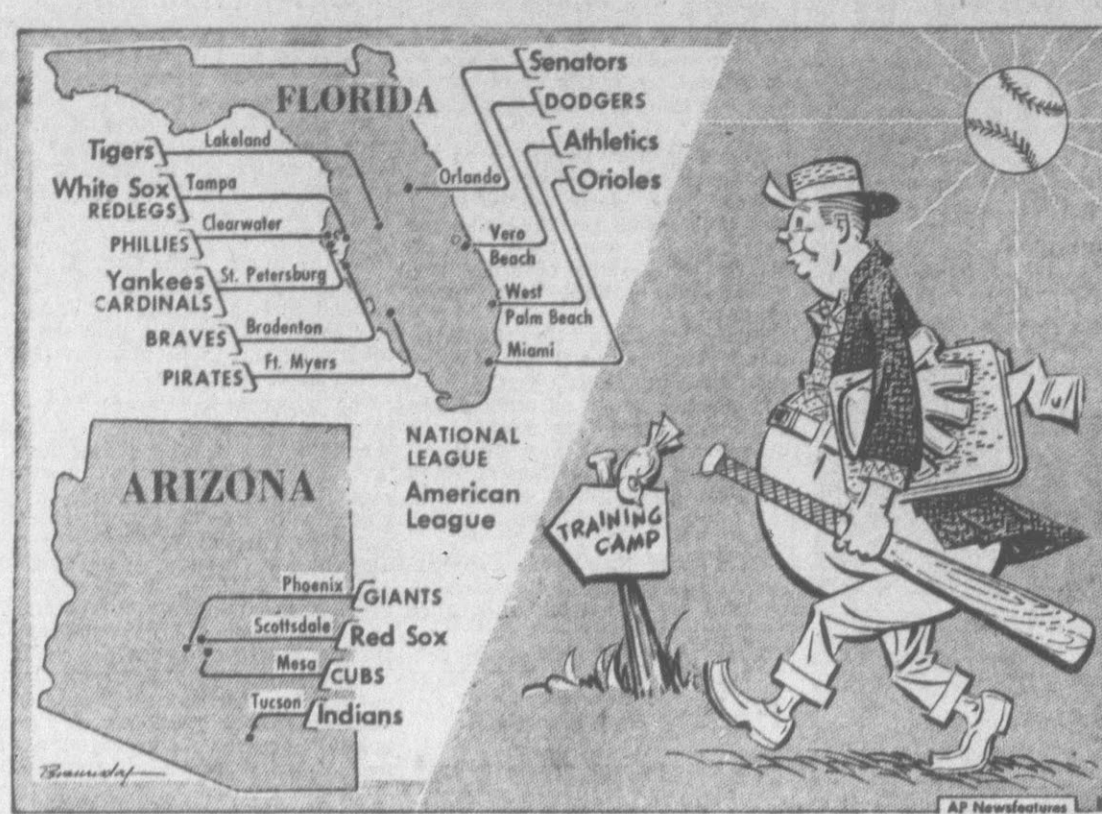 FLORIDA
Tigers
Lakeland
White Sox
REDLEGS
Tampa
PHILLIES
Clearwater
Yankees
CARDINALS
St. Petersburg
BRAVES
Bradenton
PIRATES
Ft. Myers
Senators
DODGERS
Athletics
Orioles
Orlando
Vero
Beach
West
Palm Beach
Miami
ARIZONA
NATIONAL
LEAGUE
American
League
Phoenix
GIANTS
Scottsdale
Red Sox
Mesa
CUBS
Tucson
Indians
TRAINING
CAMP
AP Newsfeatures